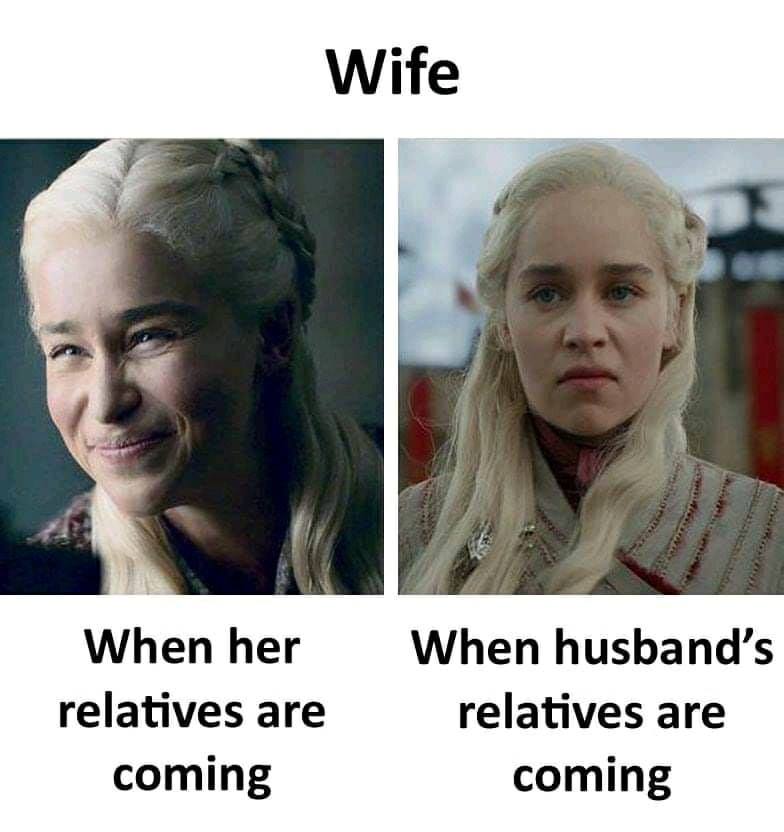 Wife
When her
relatives are
coming
When husband's
relatives are
coming